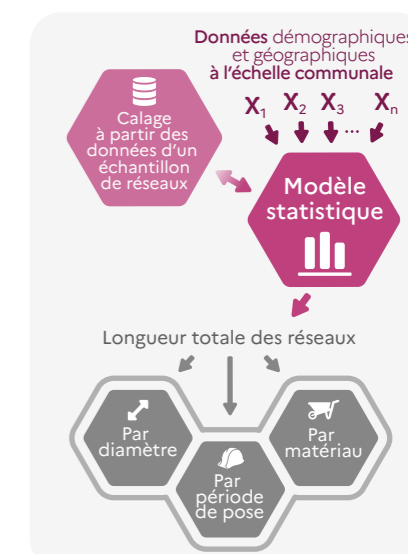 Données démographiques
et géographiques
à l'échelle communale
X1 X2 X3 ... Xn
Calage
à partir des
données d'un
échantillon
de réseaux
Modèle
statistique
Longueur totale des réseaux
Par
diamètre
Par
période
de pose
Par
matériau